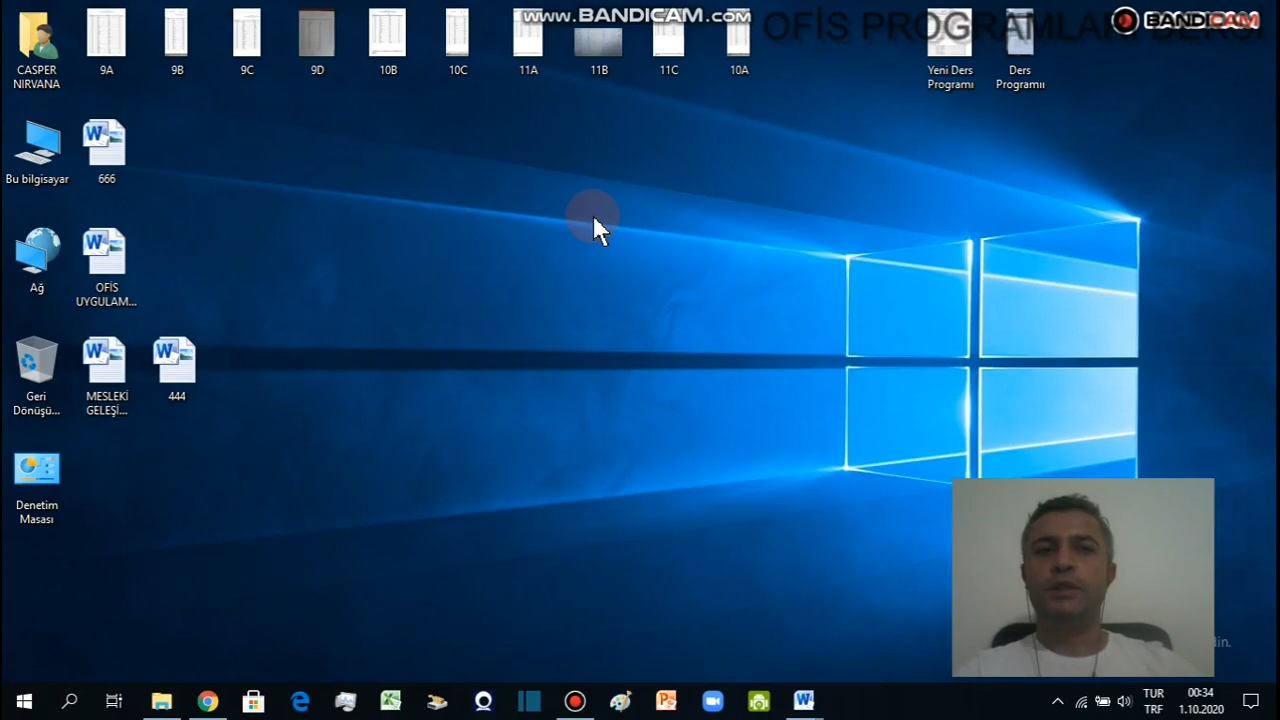 WWW.BANDICAM.COM
OFİS PROGRAMLARI DERSİ
BANDICAM
CASPER
NIRVANA
9A
9B
9C
9D
10B
10C
11A
11B
11C
10A
Yeni Ders
Programı
Ders
Programıı
Bu bilgisayar
666
Ağ
OFİS
UYGULAM...
Geri
Dönüşü...
MESLEKİ
GELEŞİ...
444
Denetim
Masası
din.
TUR
TRF
00:34
1.10.2020